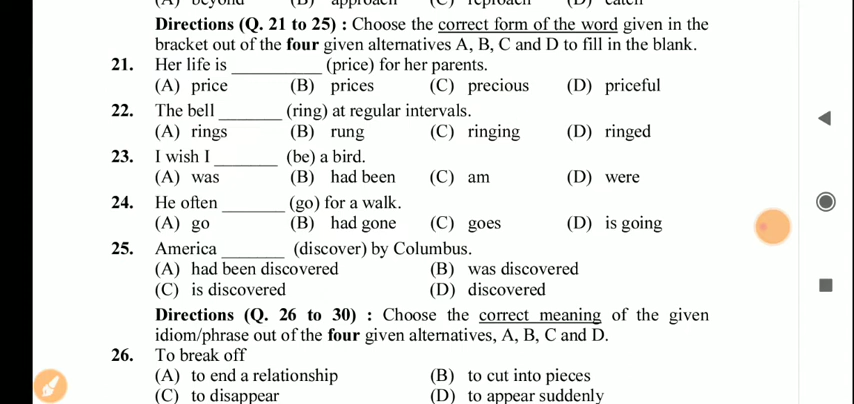 Directions (Q. 21 to 25) : Choose the correct form of the word given in the
bracket out of the four given alternatives A, B, C and D to fill in the blank.
21. Her life is __________ (price) for her parents.
(A) price (B) prices (C) precious (D) priceful
22. The bell _______ (ring) at regular intervals.
(A) rings (B) rung (C) ringing (D) ringed
23. I wish I _______ (be) a bird.
(A) was (B) had been (C) am (D) were
24. He often _______ (go) for a walk.
(A) go (B) had gone (C) goes (D) is going
25. America _______ (discover) by Columbus.
(A) had been discovered (B) was discovered
(C) is discovered (D) discovered
Directions (Q. 26 to 30) : Choose the correct meaning of the given
idiom/phrase out of the four given alternatives, A, B, C and D.
26. To break off
(A) to end a relationship (B) to cut into pieces
(C) to disappear (D) to appear suddenly